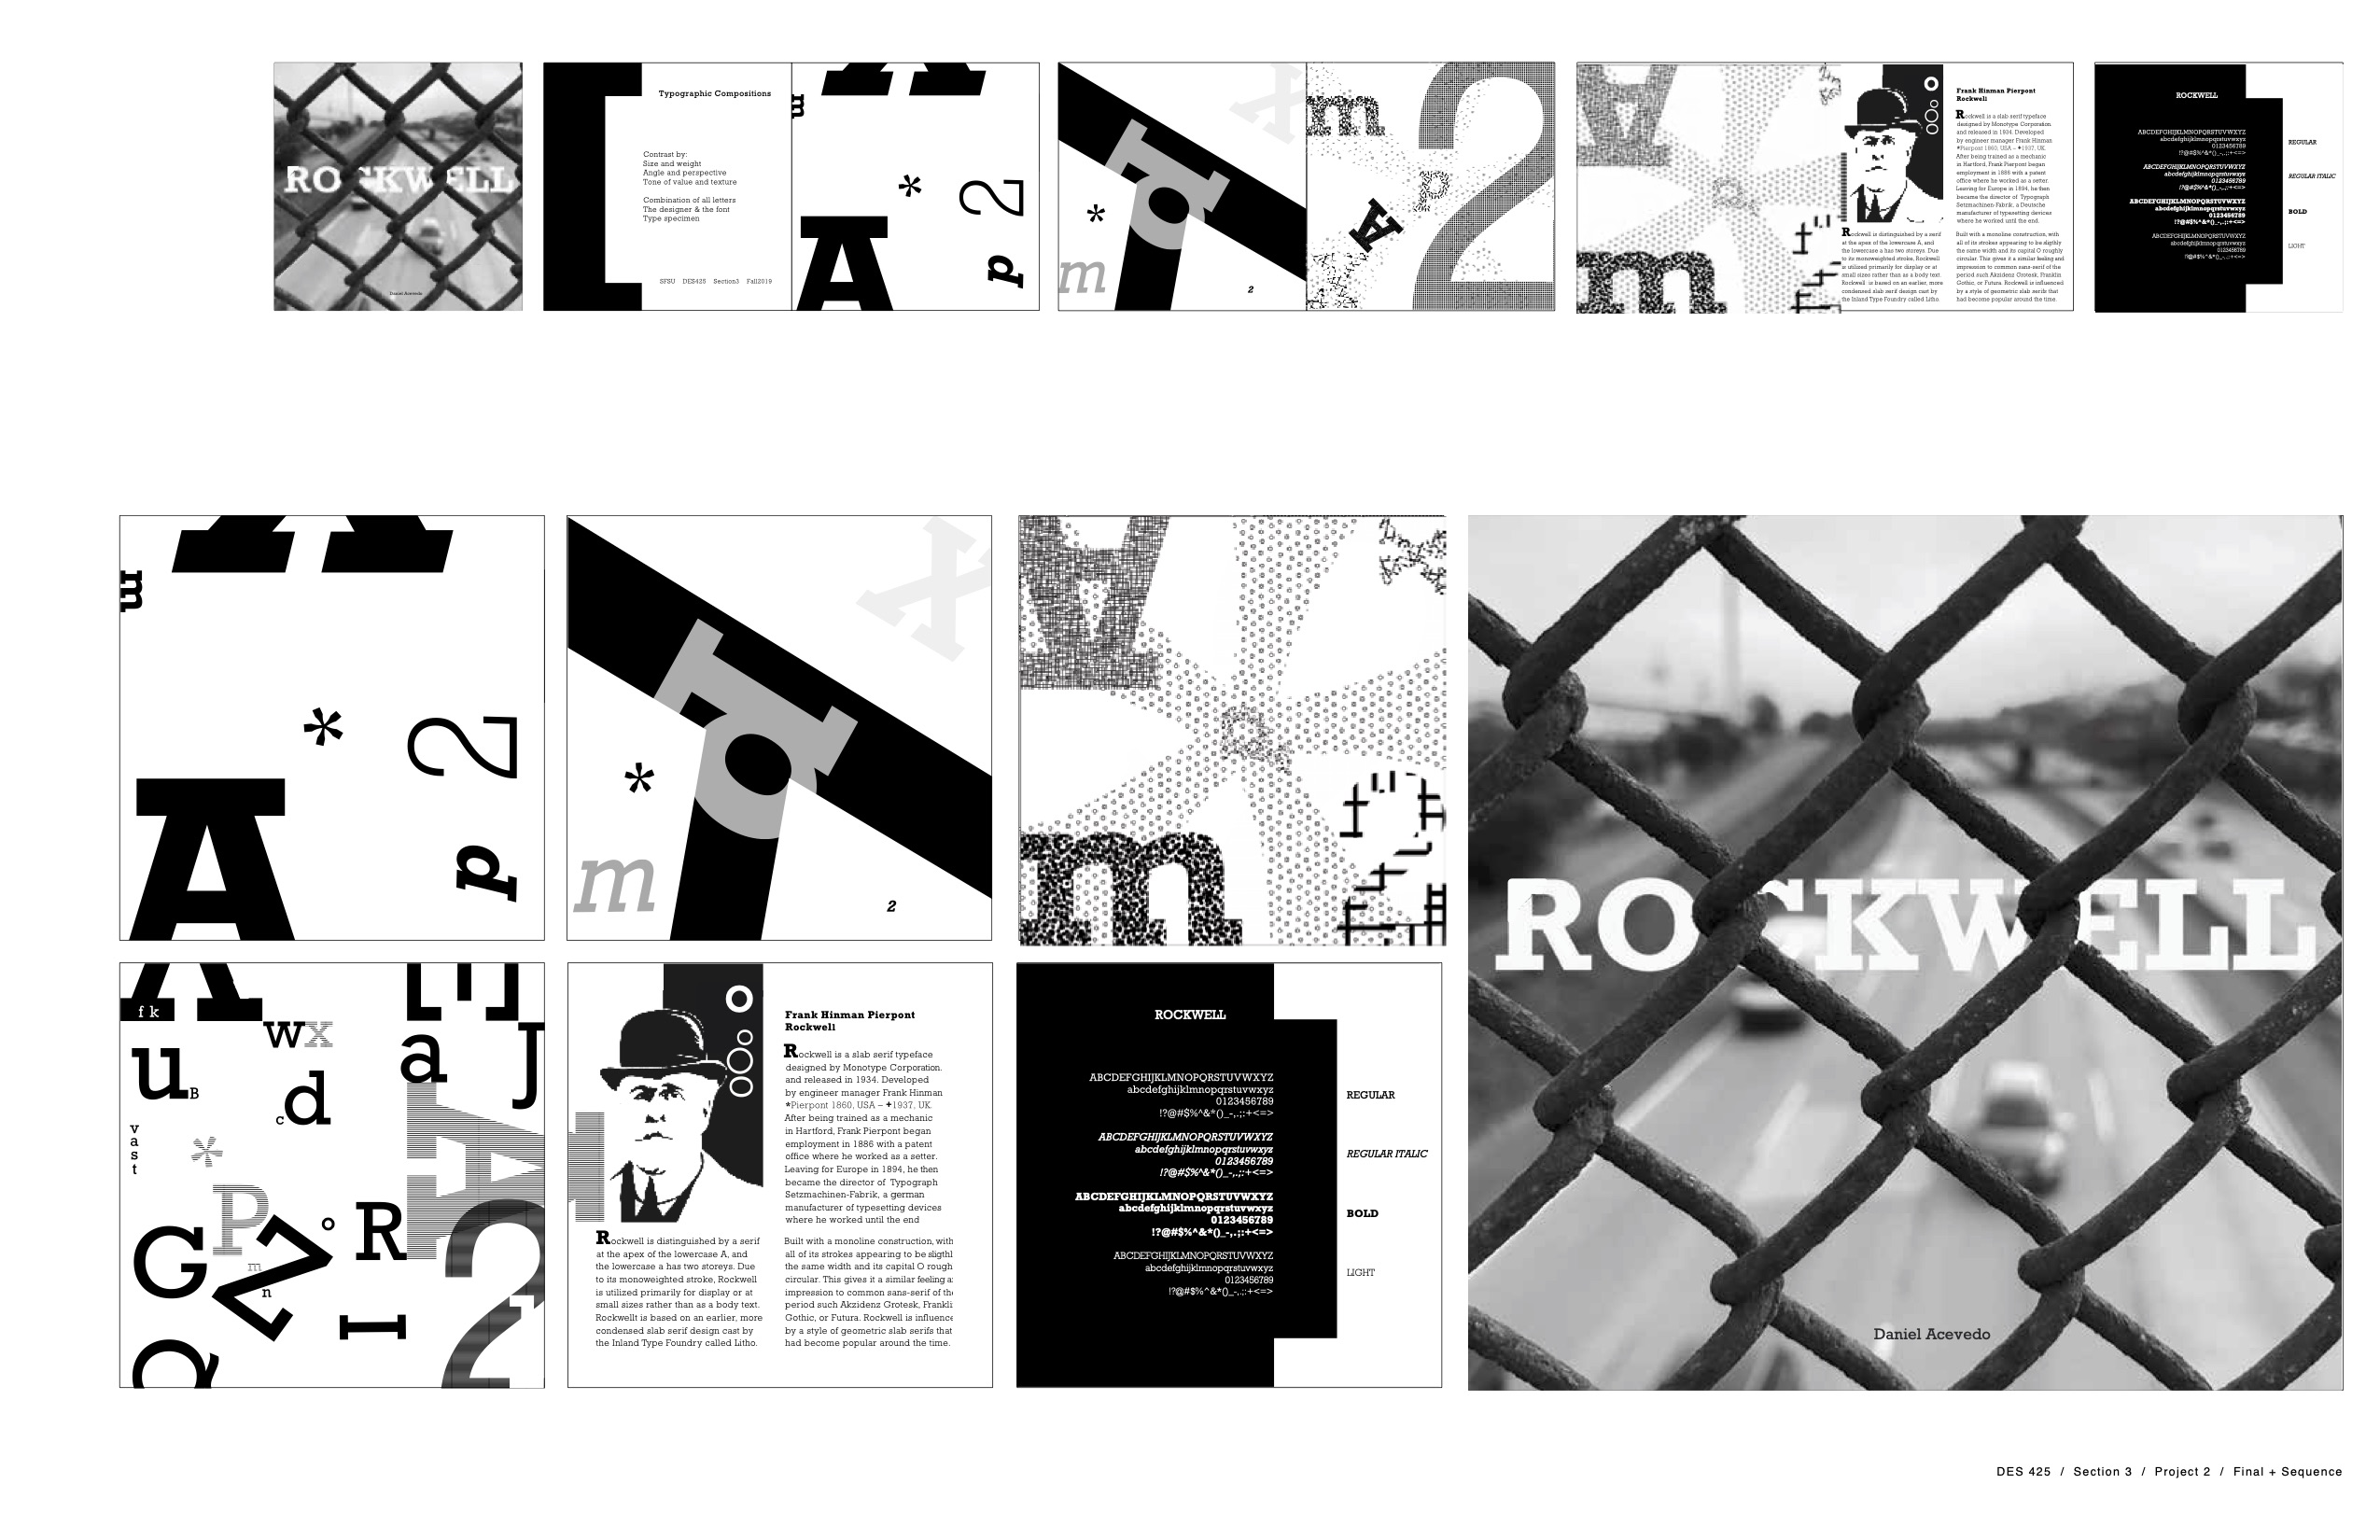 ROCKWELL
Daniel Acevedo
Typographic Compositions
Contrast by:
Size and weight
Angle and perspective
Tone of value and texture
Combination of all letters
The designer & the font
Type specimen
SFSU DES425 Section3 Fall2019
A
m
*
2
p
A
X
p
*
m
2
m
2
p
A
A
m
Frank Hinman Pierpont
Rockwell
Rockwell is a slab serif typeface
designed by Monotype Corporation
and released in 1934. Developed
by engineer manager Frank Hinman
*Pierpont 1860, USA – ✦1937, UK.
After being trained as a mechanic
in Hartford, Frank Pierpont began
employment in 1886 with a patent
office where he worked as a setter.
Leaving for Europe in 1894, he then
became the director of Typograph
Setzmachinen-Fabrik, a Deutsche
manufacturer of typesetting devices
where he worked until the end.
Rockwell is distinguished by a serif
at the apex of the lowercase A, and
the lowercase a has two storeys. Due
to its monoweighted stroke, Rockwell
is utilized primarily for display or at
small sizes rather than as a body text.
Rockwell is based on an earlier, more
condensed slab serif design cast by
the Inland Type Foundry called Litho.
Built with a monoline construction, with
all of its strokes appearing to be sligthly
the same width and its capital O roughly
circular. This gives it a similar feeling and
impression to common sans-serif of the
period such Akzidenz Grotesk, Franklin
Gothic, or Futura. Rockwell is influenced
by a style of geometric slab serifs that
had become popular around the time.
ROCKWELL
ABCDEFGHIJKLMNOPQRSTUVWXYZ
abcdefghijklmnopqrstuvwxyz
0123456789
!?@#$%^&*()_-,.;:+<=>
REGULAR
ABCDEFGHIJKLMNOPQRSTUVWXYZ
abcdefghijklmnopqrstuvwxyz
0123456789
!?@#$%^&*()_-,.;:+<=>
REGULAR ITALIC
ABCDEFGHIJKLMNOPQRSTUVWXYZ
abcdefghijklmnopqrstuvwxyz
0123456789
!?@#$%^&*()_-,.;:+<=>
BOLD
ABCDEFGHIJKLMNOPQRSTUVWXYZ
abcdefghijklmnopqrstuvwxyz
0123456789
!?@#$%^&*()_-,.;:+<=>
LIGHT
A
m
*
2
p
A
X
p
*
m
2
A
m
ROCKWELL
Daniel Acevedo
A
f k
E
w x
u B
a J
c d
v
a
s
t
*
A
P
G Z o R
m
n
2
I
Q
Frank Hinman Pierpont
Rockwell
Rockwell is a slab serif typeface
designed by Monotype Corporation.
and released in 1934. Developed
by engineer manager Frank Hinman
*Pierpont 1860, USA – ✦1937, UK.
After being trained as a mechanic
in Hartford, Frank Pierpont began
employment in 1886 with a patent
office where he worked as a setter.
Leaving for Europe in 1894, he then
became the director of Typograph
Setzmachinen-Fabrik, a german
manufacturer of typesetting devices
where he worked until the end
Rockwell is distinguished by a serif
at the apex of the lowercase A, and
the lowercase a has two storeys. Due
to its monoweighted stroke, Rockwell
is utilized primarily for display or at
small sizes rather than as a body text.
Rockwellt is based on an earlier, more
condensed slab serif design cast by
the Inland Type Foundry called Litho.
Built with a monoline construction, with
all of its strokes appearing to be sligthl
the same width and its capital O rough
circular. This gives it a similar feeling a
impression to common sans-serif of the
period such Akzidenz Grotesk, Frankli
Gothic, or Futura. Rockwell is influence
by a style of geometric slab serifs that
had become popular around the time.
ROCKWELL
ABCDEFGHIJKLMNOPQRSTUVWXYZ
abcdefghijklmnopqrstuvwxyz
0123456789
!?@#$%^&*()_-,.;:+<=>
REGULAR
ABCDEFGHIJKLMNOPQRSTUVWXYZ
abcdefghijklmnopqrstuvwxyz
0123456789
!?@#$%^&*()_-,.;:+<=>
REGULAR ITALIC
ABCDEFGHIJKLMNOPQRSTUVWXYZ
abcdefghijklmnopqrstuvwxyz
0123456789
!?@#$%^&*()_-,.;:+<=>
BOLD
ABCDEFGHIJKLMNOPQRSTUVWXYZ
abcdefghijklmnopqrstuvwxyz
0123456789
!?@#$%^&*()_-,.;:+<=>
LIGHT
DES 425 / Section 3 / Project 2 / Final + Sequence